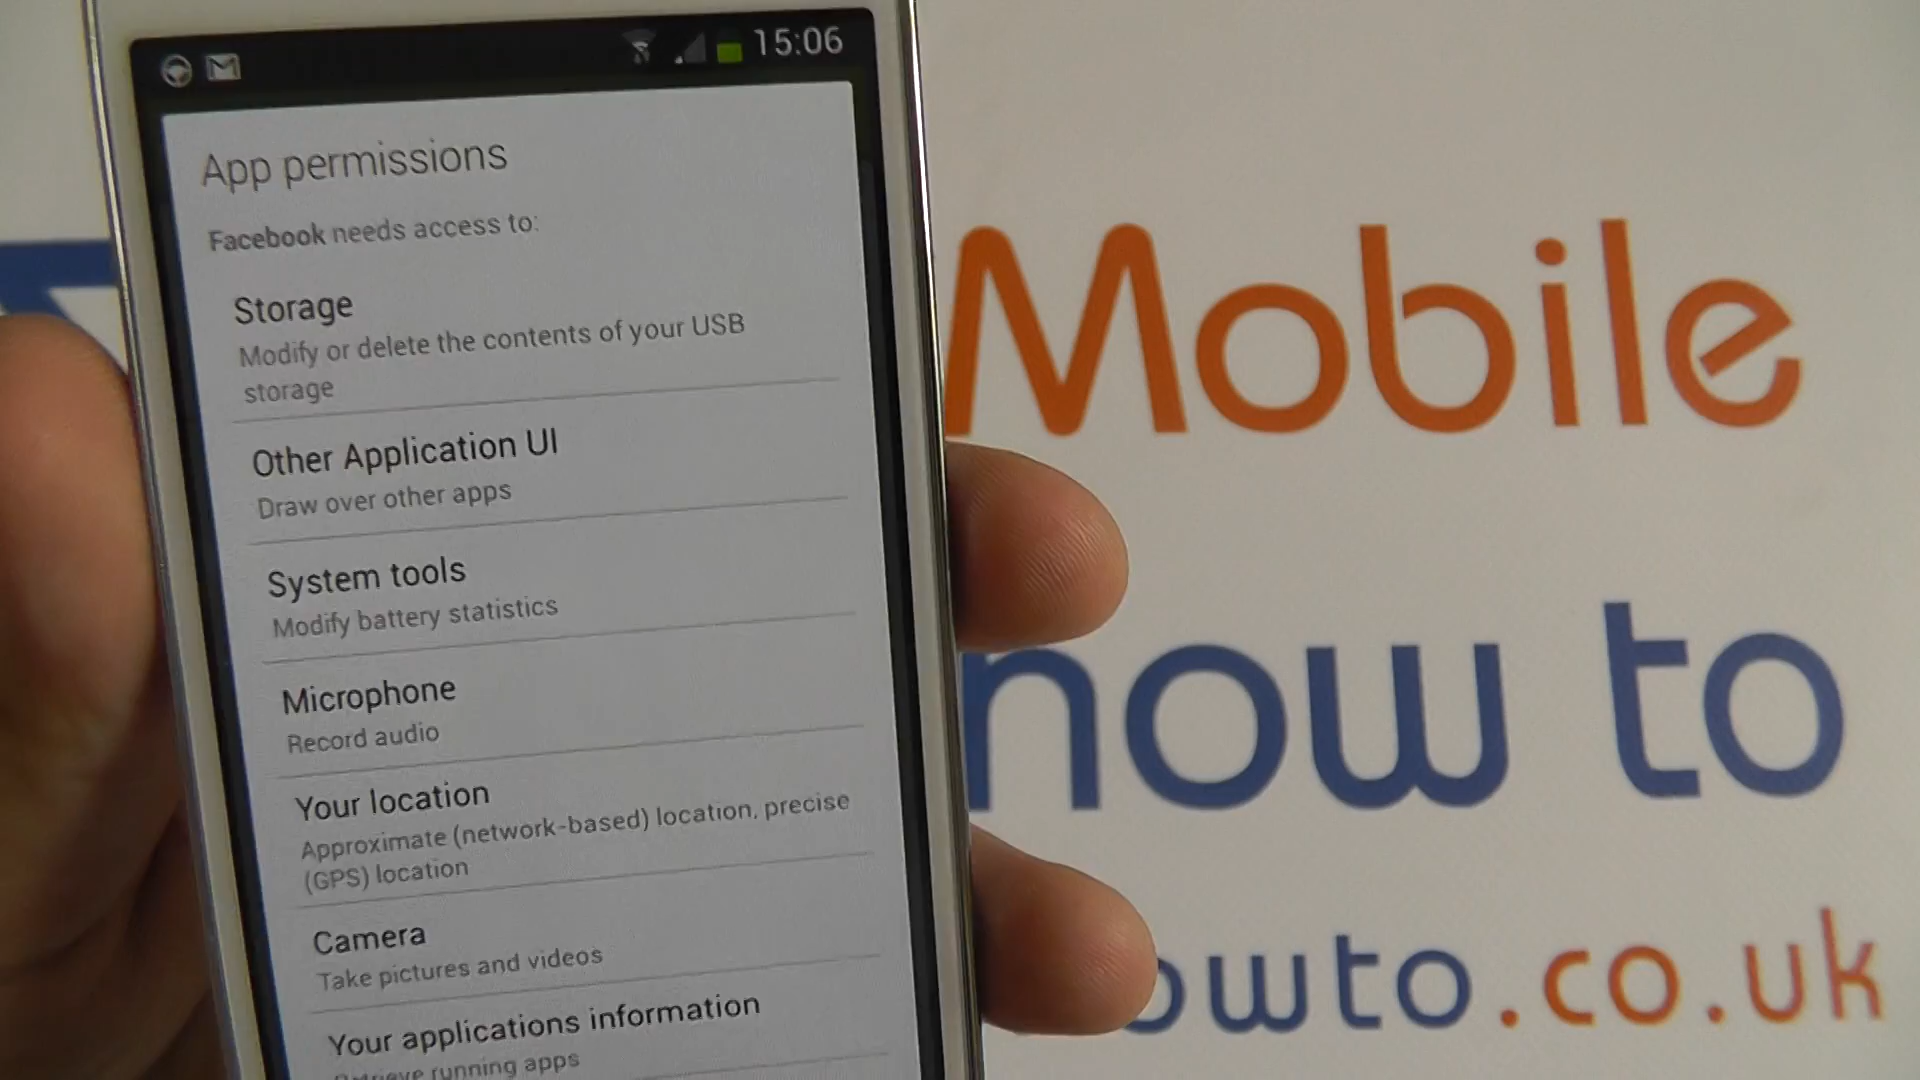 15:06
App permissions
Facebook needs access to:
Storage
Modify or delete the contents of your USB
storage
Other Application UI
Draw over other apps
System tools
Modify battery statistics
Microphone
Record audio
Your location
Approximate (network-based) location, precise
(GPS) location
Camera
Take pictures and videos
Your applications information
Retrieve running apps
Mobile
how to
owto.co.uk